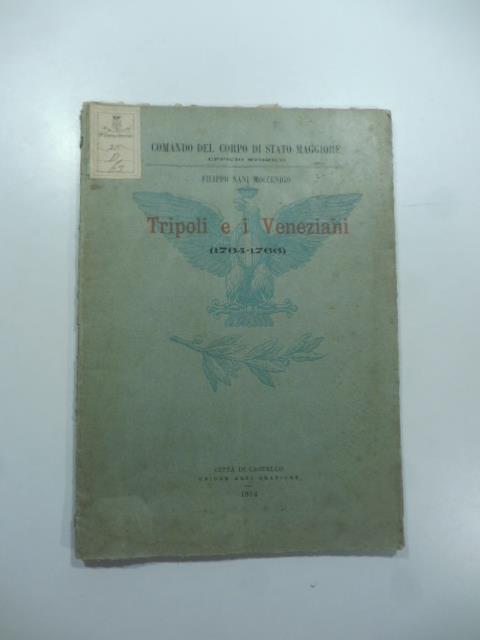 COMANDO DEL CORPO DI STATO MAGGIORE
UFFICIO STORICO
FILIPPO NANI MOCENIGO
Tripoli e i Veneziani
(1764-1766)
CITTÀ DI CASTELLO
UNIONE ARTI GRAFICHE
1914